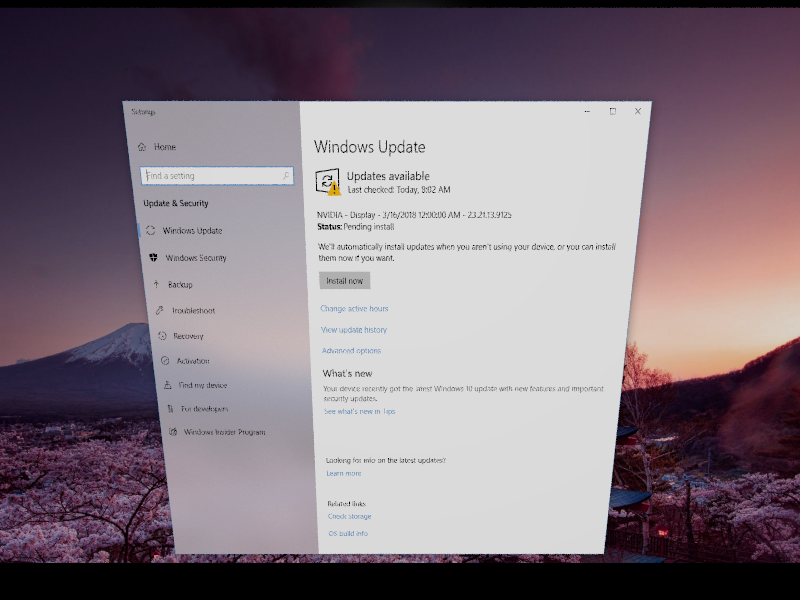 Settings
Home
Find a setting
Update & Security
Windows Update
Windows Security
Backup
Troubleshoot
Recovery
Activation
Find my device
For developers
Windows Insider Program
Windows Update
Updates available
Last checked: Today, 9:02 AM
NVIDIA - Display - 3/16/2018 12:00:00 AM - 23.21.13.9125
Status: Pending install
We'll automatically install updates when you aren't using your device, or you can install
them now if you want.
Install now
Change active hours
View update history
Advanced options
What's new
Your device recently got the latest Windows 10 update with new features and important
security updates.
See what's new in Tips
Looking for info on the latest updates?
Learn more
Related links
Check Storage
OS build info